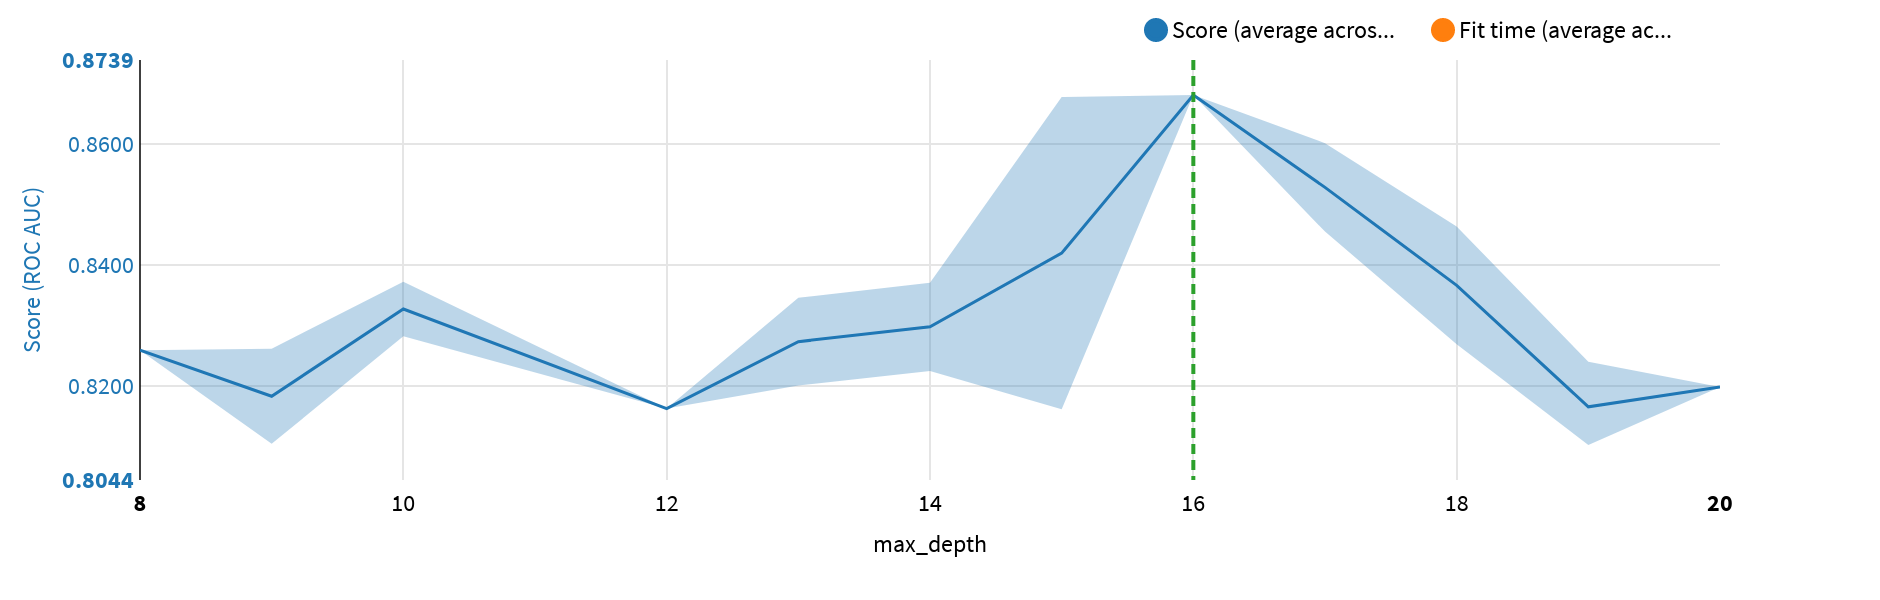 Score (average acros... Fit time (average ac...
0.8739
0.8600
0.8400
0.8200
0.8044
Score (ROC AUC)
8 10 12 14 16 18 20
max_depth